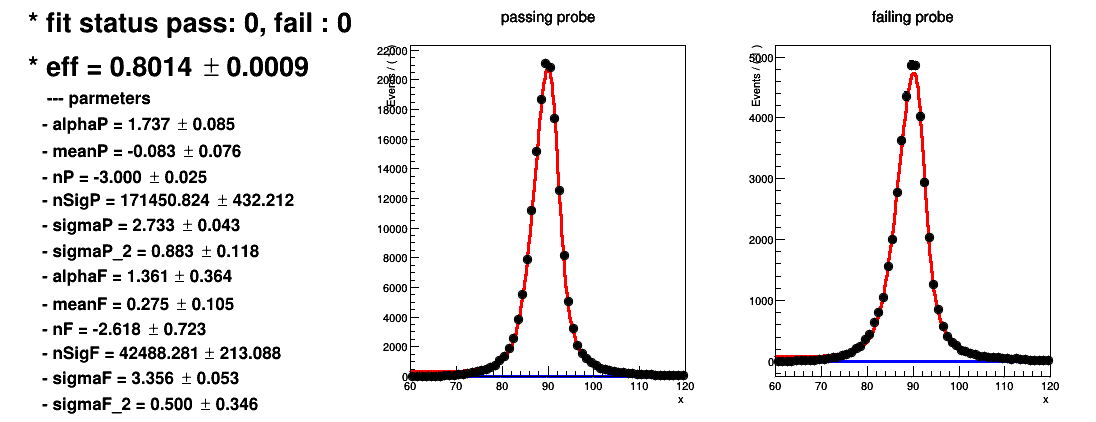 * fit status pass: 0, fail : 0
* eff = 0.8014 ± 0.0009
--- parmeters
- alphaP = 1.737 ± 0.085
- meanP = -0.083 ± 0.076
- nP = -3.000 ± 0.025
- nSigP = 171450.824 ± 432.212
- sigmaP = 2.733 ± 0.043
- sigmaP_2 = 0.883 ± 0.118
- alphaF = 1.361 ± 0.364
- meanF = 0.275 ± 0.105
- nF = -2.618 ± 0.723
- nSigF = 42488.281 ± 213.088
- sigmaF = 3.356 ± 0.053
- sigmaF_2 = 0.500 ± 0.346
passing probe
Events / (
22000
20000
18000
16000
14000
12000
10000
8000
6000
4000
2000
0
60 70 80 90 100 110 120
x
failing probe
Events / (
5000
4000
3000
2000
1000
0
60 70 80 90 100 110 120
x